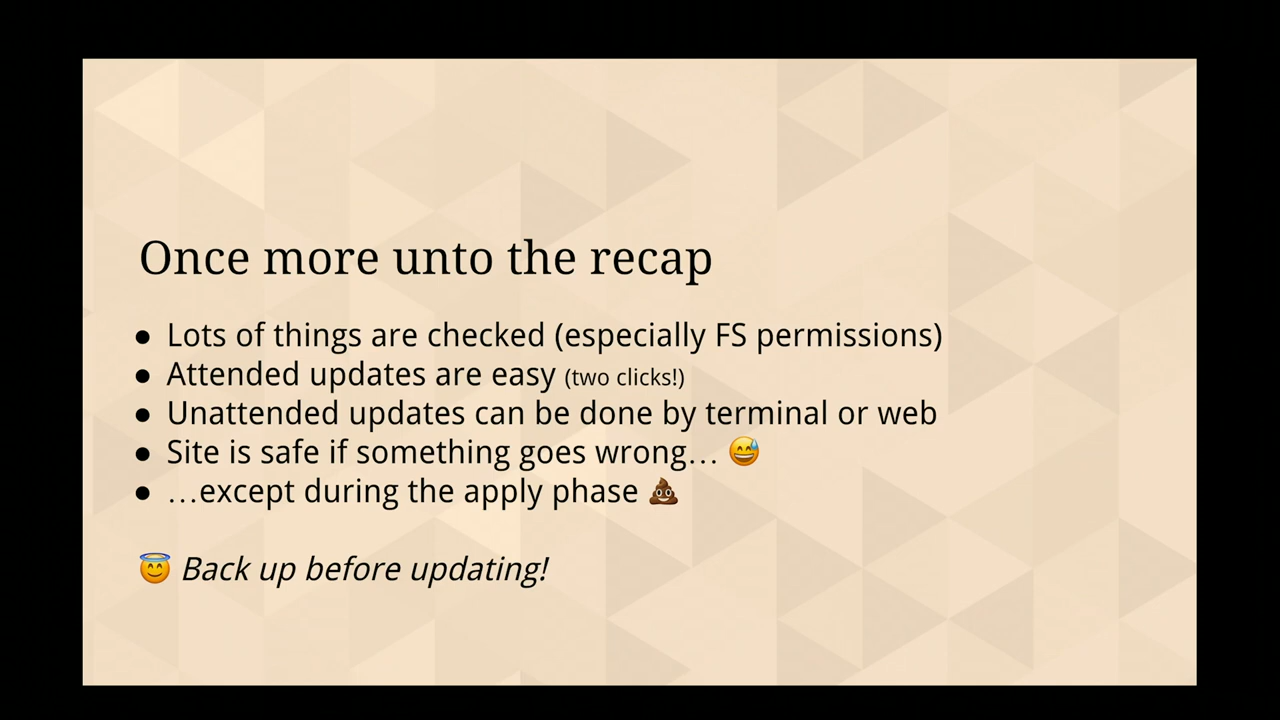 Once more unto the recap
● Lots of things are checked (especially FS permissions)
● Attended updates are easy (two clicks!)
● Unattended updates can be done by terminal or web
● Site is safe if something goes wrong… 😅
● …except during the apply phase 💩
😇 Back up before updating!